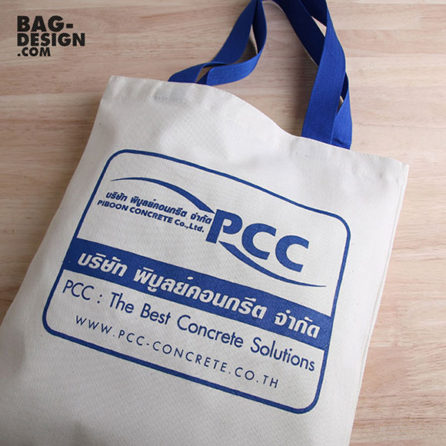 BAG-
DESIGN
.COM
บริษัท พิบูลย์คอนกรีต จำกัด
PIBOON CONCRETE Co.,Ltd.
PCC
บริษัท พิบูลย์คอนกรีต จำกัด
PCC : The Best Concrete Solutions
WWW.PCC-CONCRETE.CO.TH